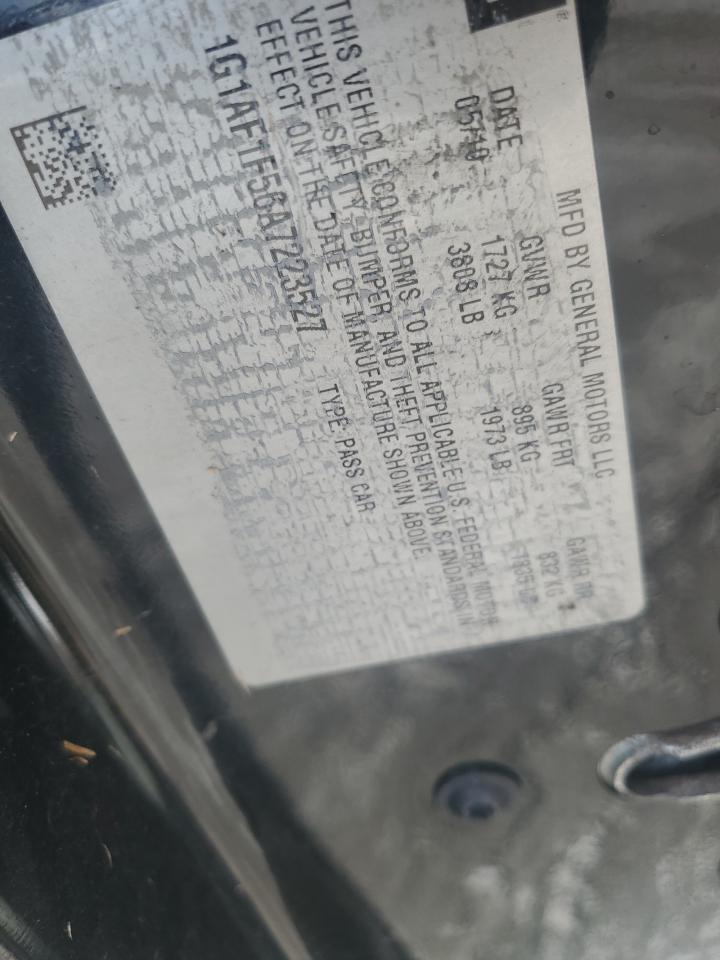 MFD BY GENERAL MOTORS LLC
DATE GVWR GAWR FRT GAWR RR
05/10 1727 KG 895 KG 832 KG
3808 LB 1973 LB 1835 LB
THIS VEHICLE CONFORMS TO ALL APPLICABLE U.S. FEDERAL MOTOR
VEHICLE SAFETY, BUMPER, AND THEFT PREVENTION STANDARDS IN
EFFECT ON THE DATE OF MANUFACTURE SHOWN ABOVE.
1G1AF1F56A7223527 TYPE: PASS CAR